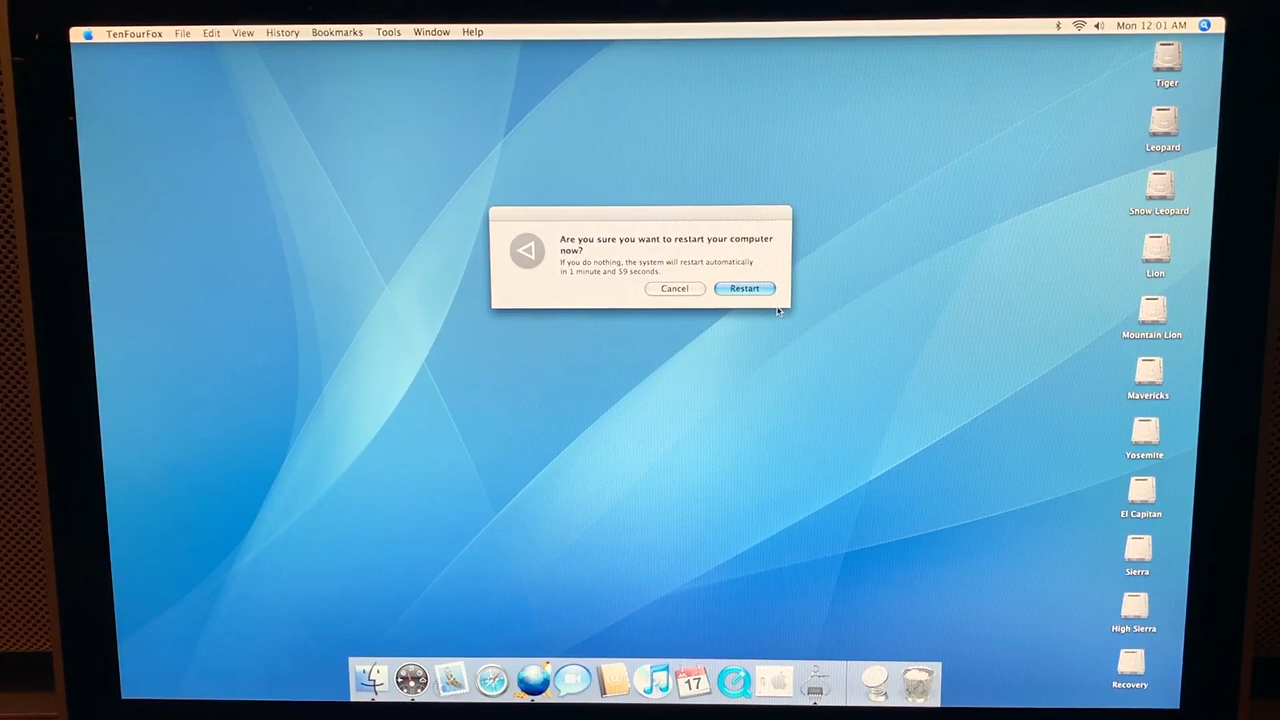 TenFourFox File Edit View History Bookmarks Tools Window Help Mon 12:01 AM
Tiger
Leopard
Snow Leopard
Are you sure you want to restart your computer
now?
If you do nothing, the system will restart automatically
in 1 minute and 59 seconds.
Cancel Restart
Lion
Mountain Lion
Mavericks
Yosemite
El Capitan
Sierra
High Sierra
Recovery
17